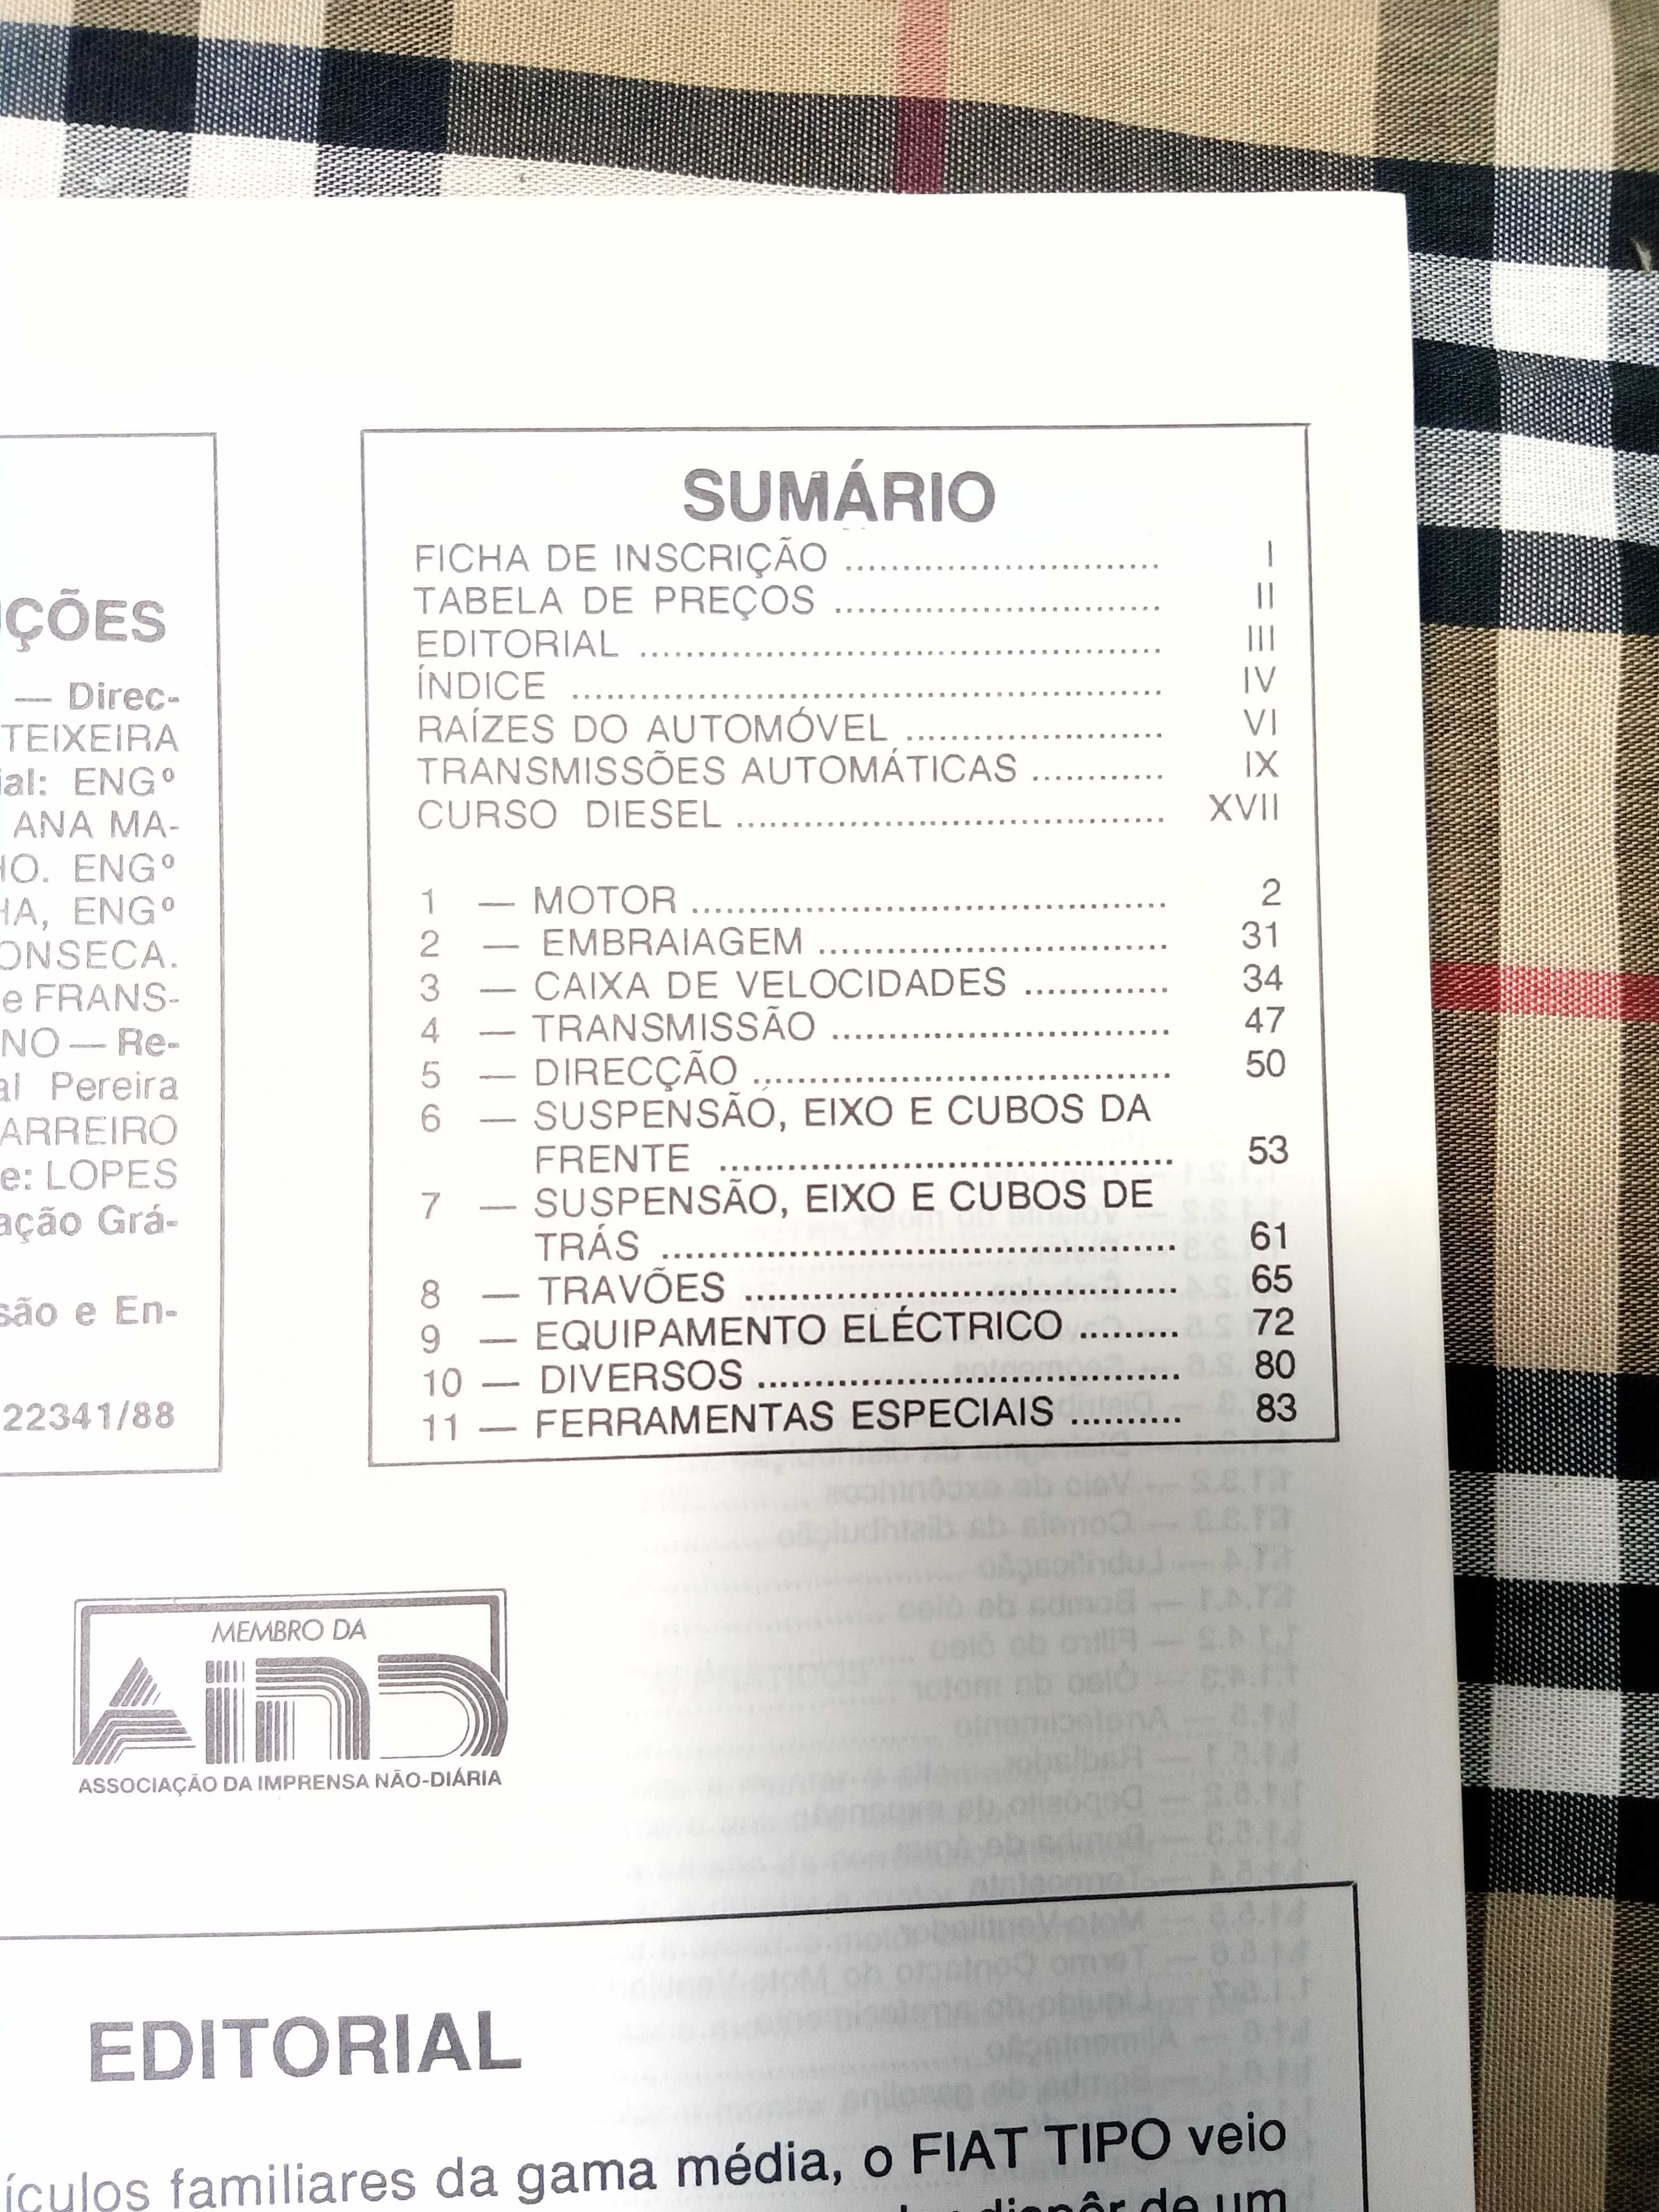 ÇÕES
— Direc-
TEIXEIRA
ial: ENGº
ANA MA-
HO. ENGº
HA, ENGº
ONSECA.
e FRANS-
NO — Re-
al Pereira
ARREIRO
e: LOPES
ação Grá-
são e En-
22341/88
SUMÁRIO
FICHA DE INSCRIÇÃO ............................ I
TABELA DE PREÇOS ............................. II
EDITORIAL .............................................. III
ÍNDICE .................................................... IV
RAÍZES DO AUTOMÓVEL ....................... VI
TRANSMISSÕES AUTOMÁTICAS ............ IX
CURSO DIESEL ...................................... XVII
1 — MOTOR .......................................... 2
2 — EMBRAIAGEM ............................... 31
3 — CAIXA DE VELOCIDADES ............. 34
4 — TRANSMISSÃO .............................. 47
5 — DIRECÇÃO ..................................... 50
6 — SUSPENSÃO, EIXO E CUBOS DA
FRENTE ........................................ 53
7 — SUSPENSÃO, EIXO E CUBOS DE
TRÁS ............................................. 61
8 — TRAVÕES ...................................... 65
9 — EQUIPAMENTO ELÉCTRICO ......... 72
10 — DIVERSOS ..................................... 80
11 — FERRAMENTAS ESPECIAIS .......... 83
MEMBRO DA
AIND
ASSOCIAÇÃO DA IMPRENSA NÃO-DIÁRIA
EDITORIAL
ículos familiares da gama média, o FIAT TIPO veio
dispôr de um